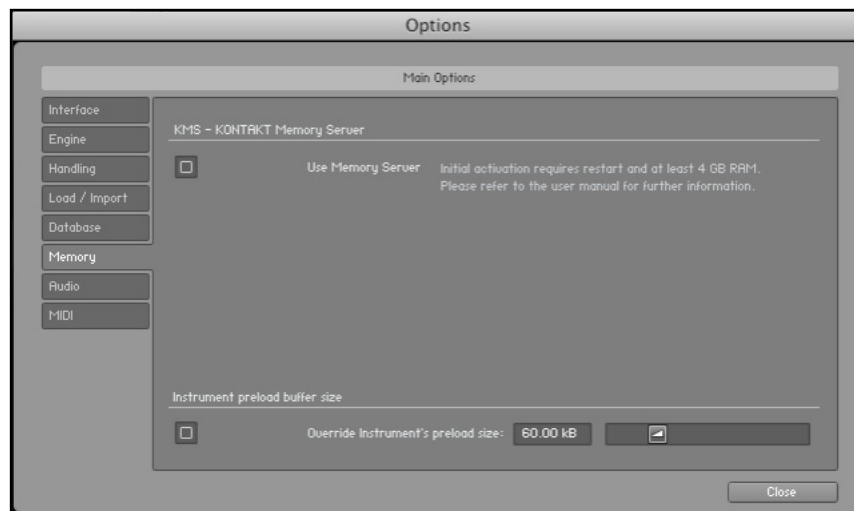 Options
Main Options
Interface
Engine
Handling
Load / Import
Database
Memory
Audio
MIDI
KMS - KONTAKT Memory Server
Use Memory Server
Initial activation requires restart and at least 4 GB RAM.
Please refer to the user manual for further information.
Instrument preload buffer size
Override Instrument's preload size: 60.00 kB
Close